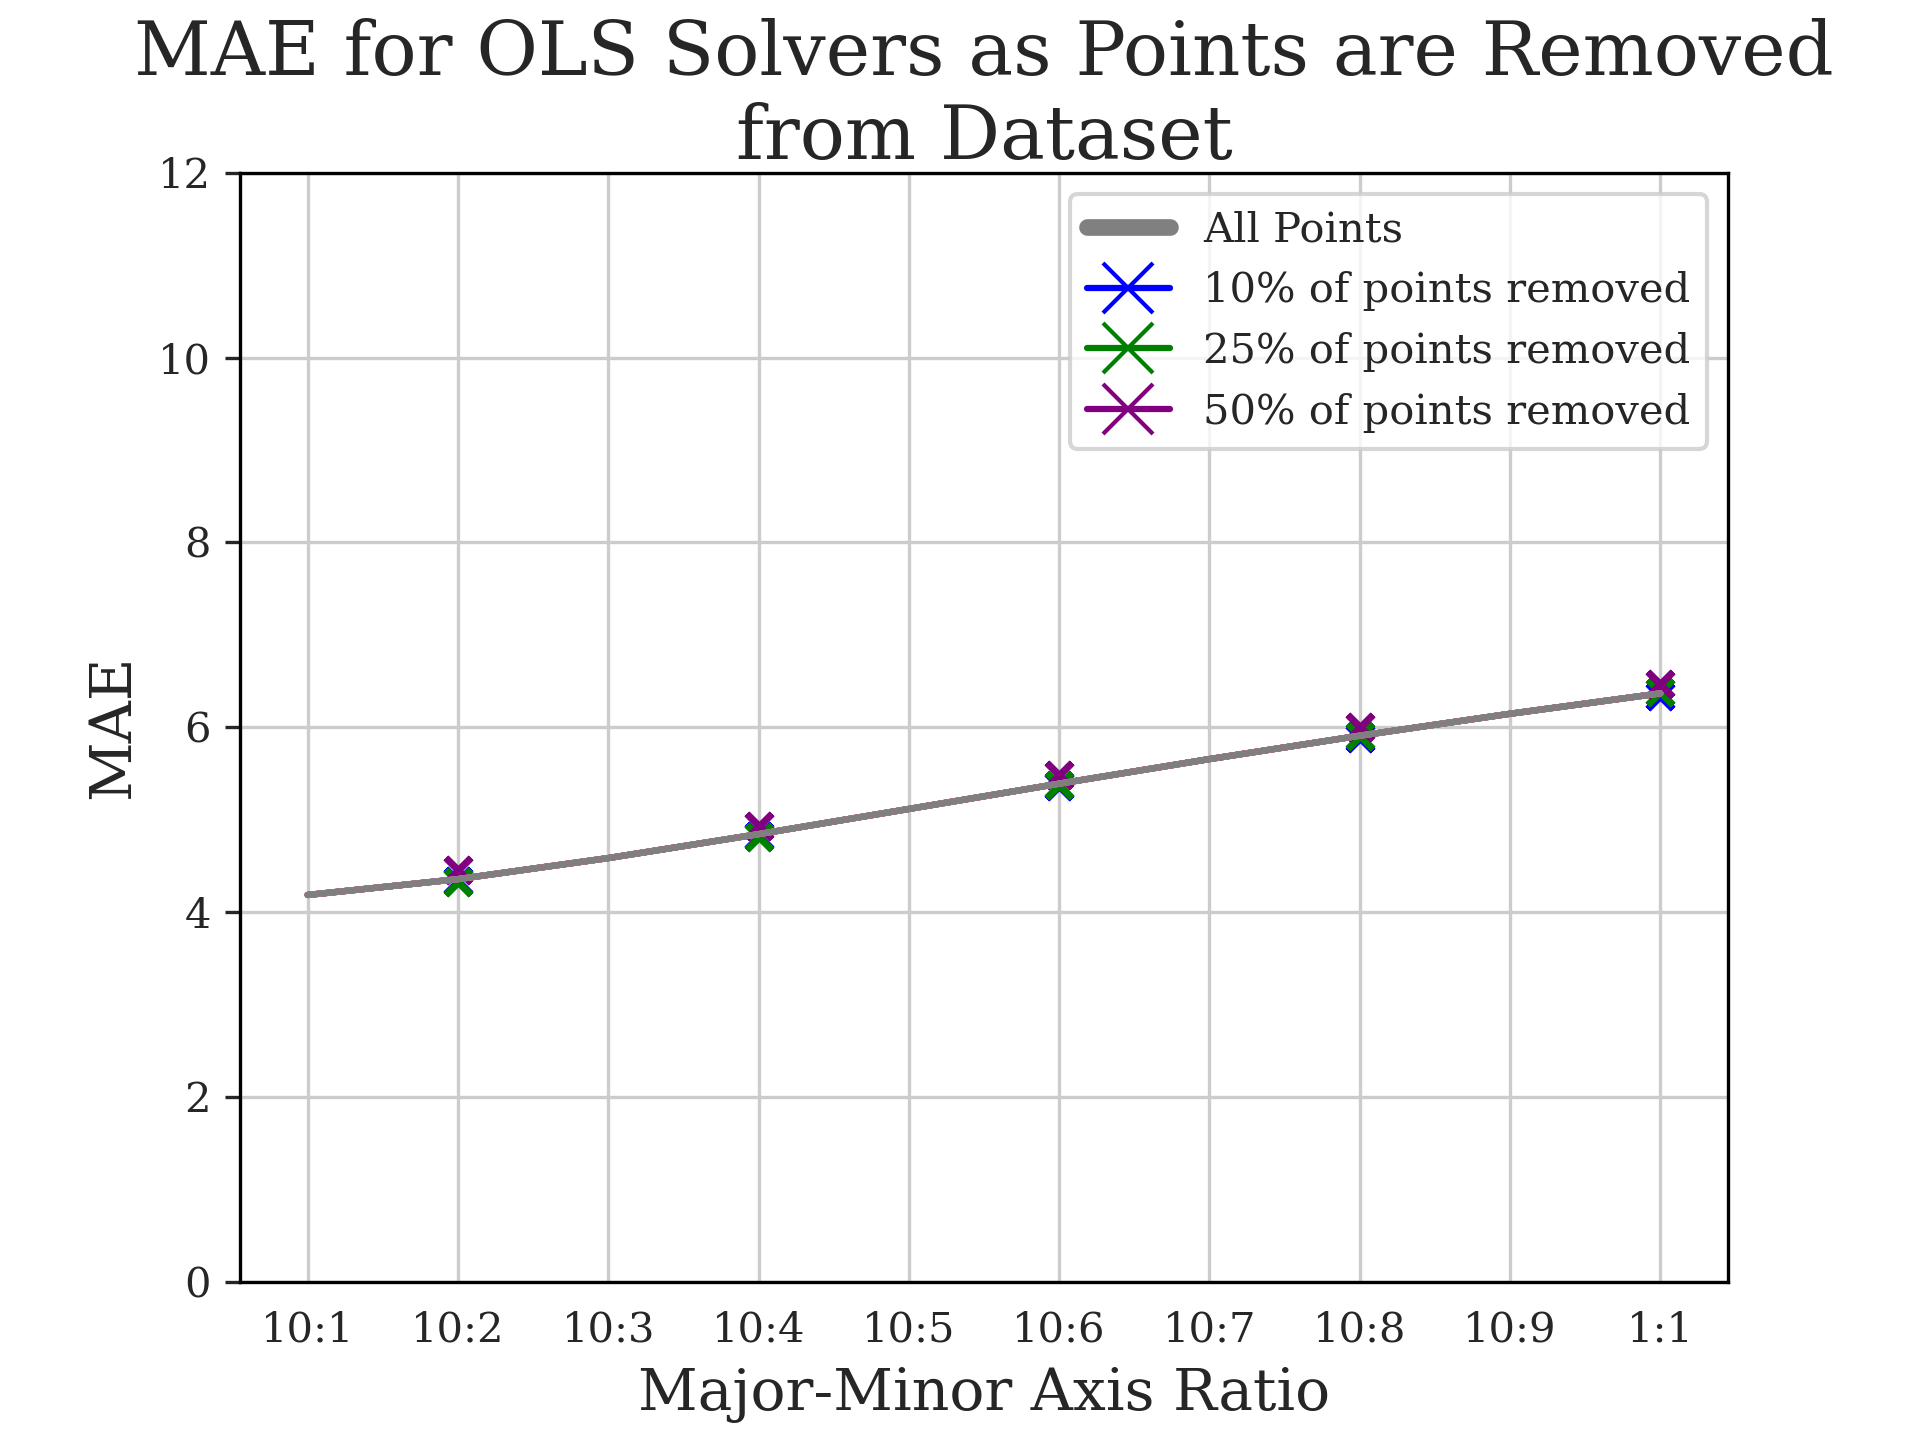 MAE for OLS Solvers as Points are Removed
from Dataset
12
10
8
6
4
2
0
MAE
All Points
10% of points removed
25% of points removed
50% of points removed
10:1 10:2 10:3 10:4 10:5 10:6 10:7 10:8 10:9 1:1
Major-Minor Axis Ratio